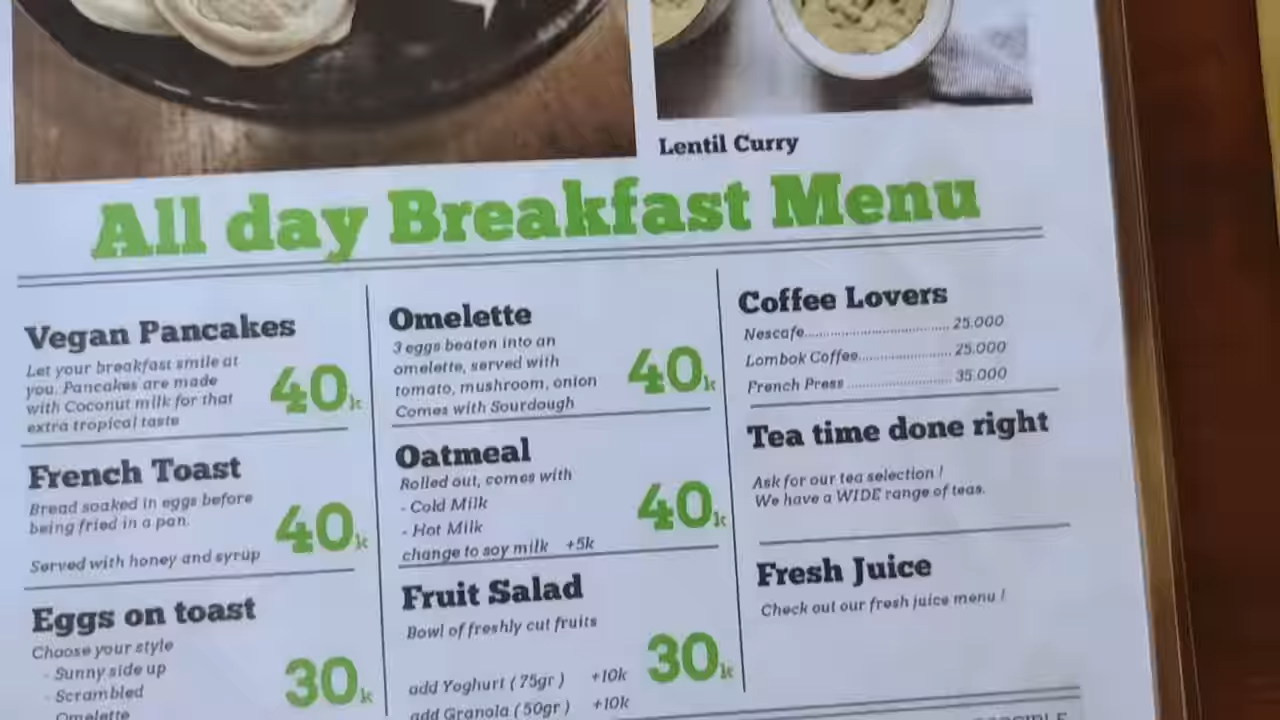 Lentil Curry
All day Breakfast Menu
Vegan Pancakes
Let your breakfast smile at
you. Pancakes are made
with Coconut milk for that
extra tropical taste
40k
French Toast
Bread soaked in eggs before
being fried in a pan.
Served with honey and syrup
40k
Eggs on toast
Choose your style
- Sunny side up
- Scrambled
Omelette
30k
Omelette
3 eggs beaten into an
omelette, served with
tomato, mushroom, onion
Comes with Sourdough
40k
Oatmeal
Rolled out, comes with
- Cold Milk
- Hot Milk
change to soy milk +5k
40k
Fruit Salad
Bowl of freshly cut fruits
30k
add Yoghurt ( 75gr ) +10k
add Granola ( 50gr ) +10k
Coffee Lovers
Nescafe 25.000
Lombok Coffee 25.000
French Press 35.000
Tea time done right
Ask for our tea selection !
We have a WIDE range of teas.
Fresh Juice
Check out our fresh juice menu !